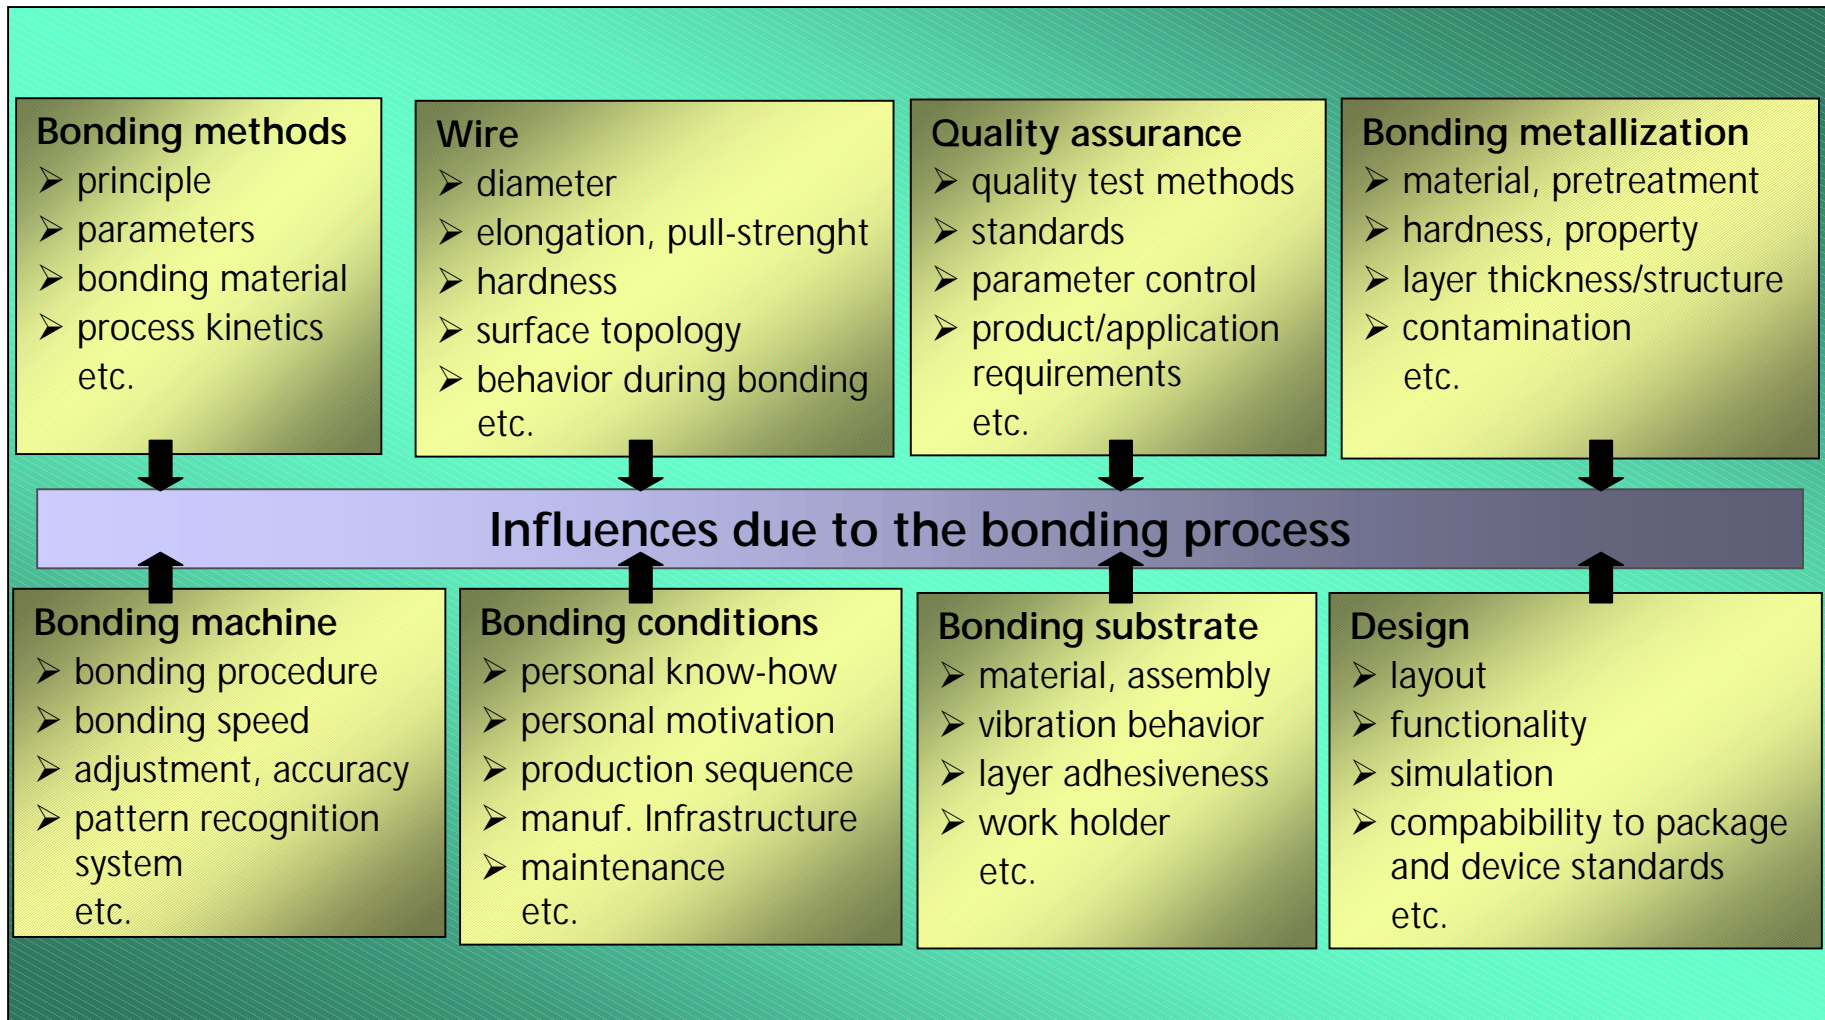 Bonding methods
principle
parameters
bonding material
process kinetics
etc.
Wire
diameter
elongation, pull-strenght
hardness
surface topology
behavior during bonding
etc.
Quality assurance
quality test methods
standards
parameter control
product/application
requirements
etc.
Bonding metallization
material, pretreatment
hardness, property
layer thickness/structure
contamination
etc.
Influences due to the bonding process
Bonding machine
bonding procedure
bonding speed
adjustment, accuracy
pattern recognition
system
etc.
Bonding conditions
personal know-how
personal motivation
production sequence
manuf. Infrastructure
maintenance
etc.
Bonding substrate
material, assembly
vibration behavior
layer adhesiveness
work holder
etc.
Design
layout
functionality
simulation
compabibility to package
and device standards
etc.